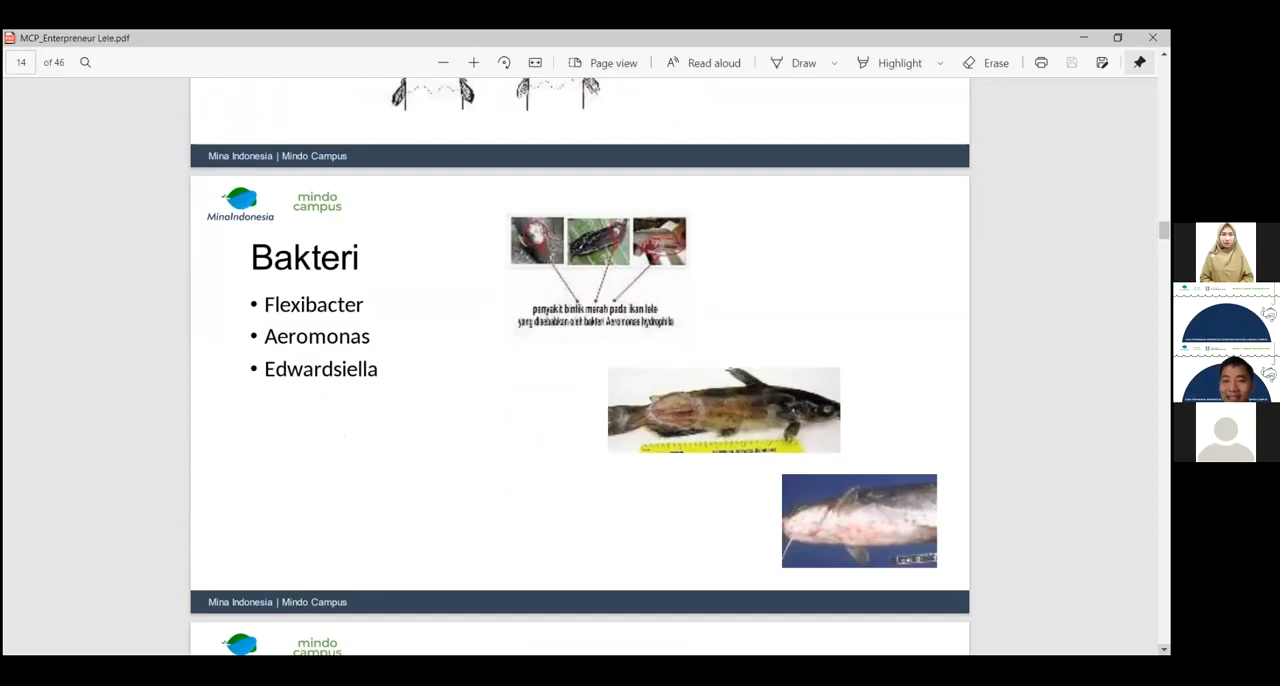 MCP_Enterpreneur Lele.pdf
14 of 46
Page view
Read aloud
Draw
Highlight
Erase
Mina Indonesia | Mindo Campus
MinaIndonesia
mindo
campus
Bakteri
• Flexibacter
• Aeromonas
• Edwardsiella
penyakit bintik merah pada ikan lele
yang disebabkan oleh bakteri Aeromonas hydrophila
Mina Indonesia | Mindo Campus
mindo